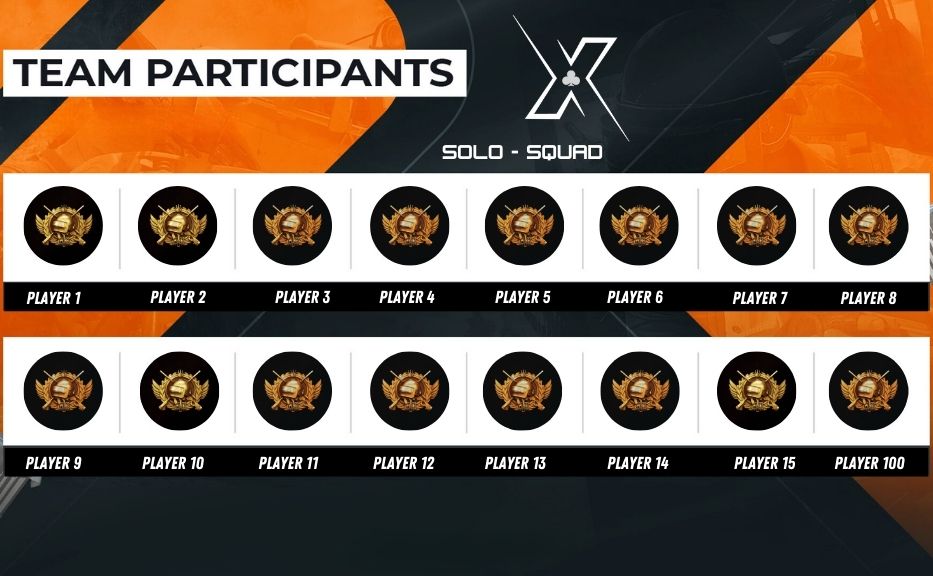 TEAM PARTICIPANTS
X
SOLO - SQUAD
PLAYER 1 PLAYER 2 PLAYER 3 PLAYER 4 PLAYER 5 PLAYER 6 PLAYER 7 PLAYER 8
PLAYER 9 PLAYER 10 PLAYER 11 PLAYER 12 PLAYER 13 PLAYER 14 PLAYER 15 PLAYER 100